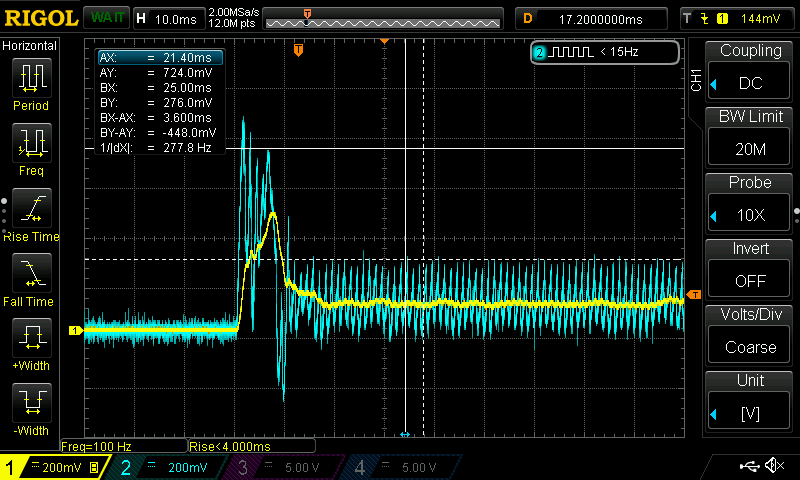 RIGOL WAIT H 10.0ms 2.00MSa/s 12.0M pts T D 17.2000000ms T 1 144mV
Horizontal
Period
Freq
Rise Time
Fall Time
+Width
-Width
AX: = 21.40ms
AY: = 724.0mV
BX: = 25.00ms
BY: = 276.0mV
BX-AX: = 3.600ms
BY-AY: = -448.0mV
1/|dX|: = 277.8 Hz
T
2 < 15Hz
1
T
CH1
Coupling
DC
BW Limit
20M
Probe
10X
Invert
OFF
Volts/Div
Coarse
Unit
[V]
Freq=100 Hz Rise<4.000ms
1 = 200mV B 2 = 200mV 3 = 5.00 V 4 = 5.00 V